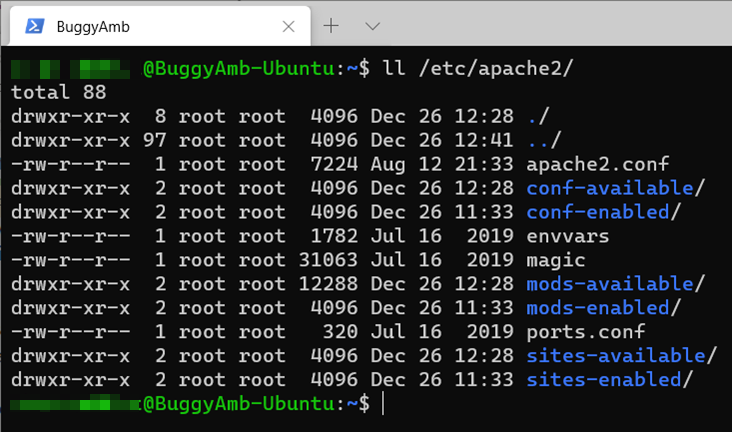 BuggyAmb
@BuggyAmb-Ubuntu:~$ ll /etc/apache2/
total 88
drwxr-xr-x  8 root root  4096 Dec 26 12:28 ./
drwxr-xr-x 97 root root  4096 Dec 26 12:41 ../
-rw-r--r--  1 root root  7224 Aug 12 21:33 apache2.conf
drwxr-xr-x  2 root root  4096 Dec 26 12:28 conf-available/
drwxr-xr-x  2 root root  4096 Dec 26 11:33 conf-enabled/
-rw-r--r--  1 root root  1782 Jul 16  2019 envvars
-rw-r--r--  1 root root 31063 Jul 16  2019 magic
drwxr-xr-x  2 root root 12288 Dec 26 12:28 mods-available/
drwxr-xr-x  2 root root  4096 Dec 26 11:33 mods-enabled/
-rw-r--r--  1 root root   320 Jul 16  2019 ports.conf
drwxr-xr-x  2 root root  4096 Dec 26 12:28 sites-available/
drwxr-xr-x  2 root root  4096 Dec 26 11:33 sites-enabled/
@BuggyAmb-Ubuntu:~$